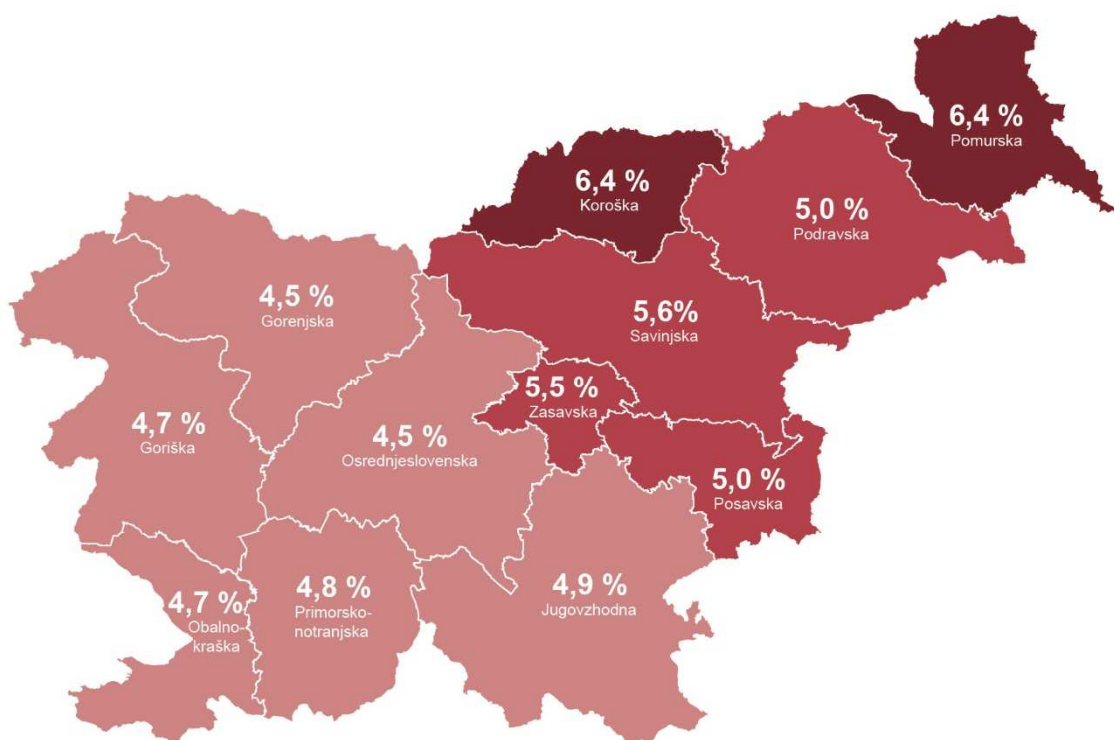 6,4 %
Pomurska
6,4 %
Koroška
5,0 %
Podravska
4,5 %
Gorenjska
5,6%
Savinjska
5,5 %
Zasavska
4,7 %
Goriška
4,5 %
Osrednjeslovenska
5,0 %
Posavska
4,7 %
Obalno-
kraška
4,8 %
Primorsko-
notranjska
4,9 %
Jugovzhodna